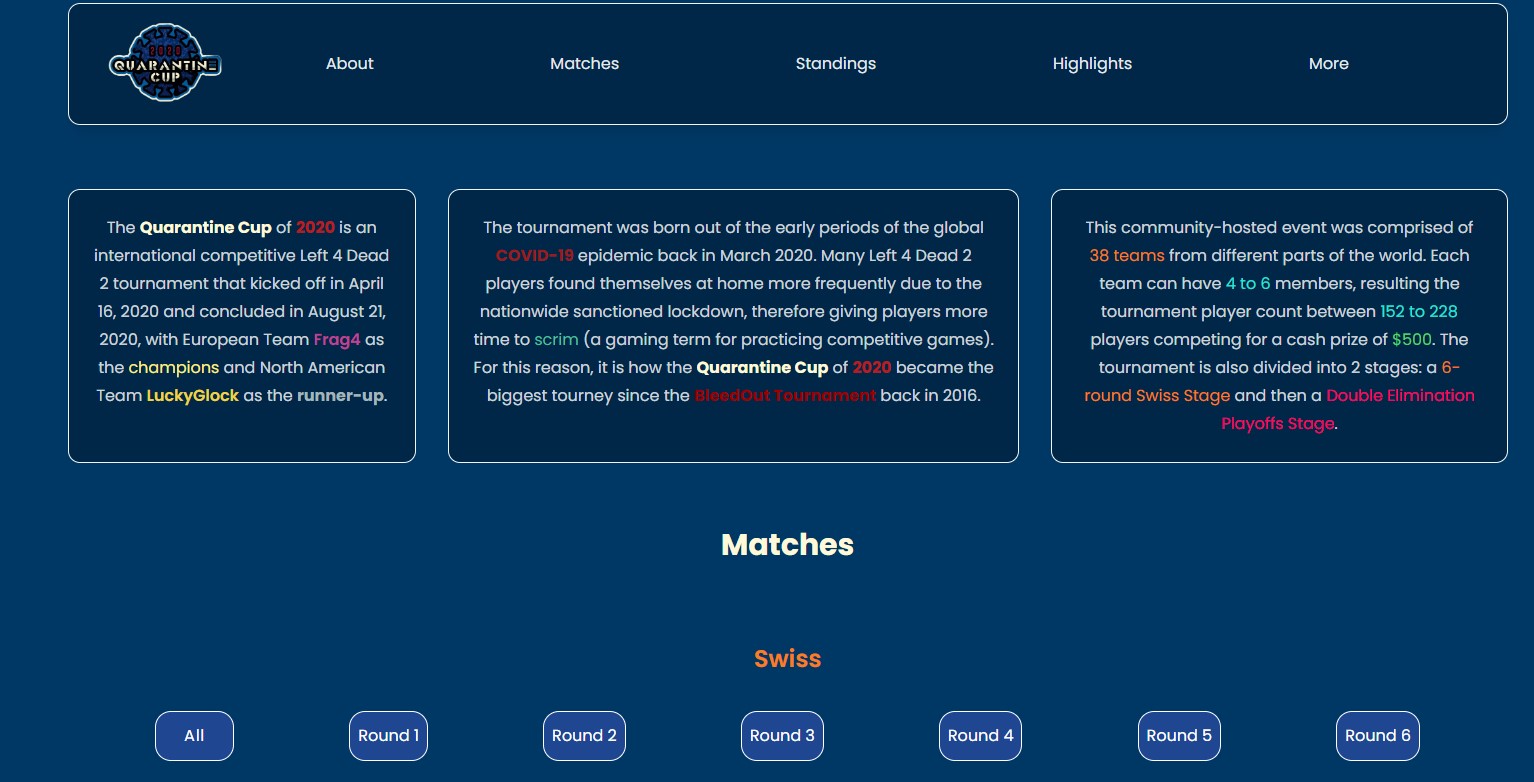 2020
QUARANTINE
CUP
About
Matches
Standings
Highlights
More
The Quarantine Cup of 2020 is an
international competitive Left 4 Dead
2 tournament that kicked off in April
16, 2020 and concluded in August 21,
2020, with European Team Frag4 as
the champions and North American
Team LuckyGlock as the runner-up.
The tournament was born out of the early periods of the global
COVID-19 epidemic back in March 2020. Many Left 4 Dead 2
players found themselves at home more frequently due to the
nationwide sanctioned lockdown, therefore giving players more
time to scrim (a gaming term for practicing competitive games).
For this reason, it is how the Quarantine Cup of 2020 became the
biggest tourney since the BleedOut Tournament back in 2016.
This community-hosted event was comprised of
38 teams from different parts of the world. Each
team can have 4 to 6 members, resulting the
tournament player count between 152 to 228
players competing for a cash prize of $500. The
tournament is also divided into 2 stages: a 6-
round Swiss Stage and then a Double Elimination
Playoffs Stage.
Matches
Swiss
All
Round 1
Round 2
Round 3
Round 4
Round 5
Round 6